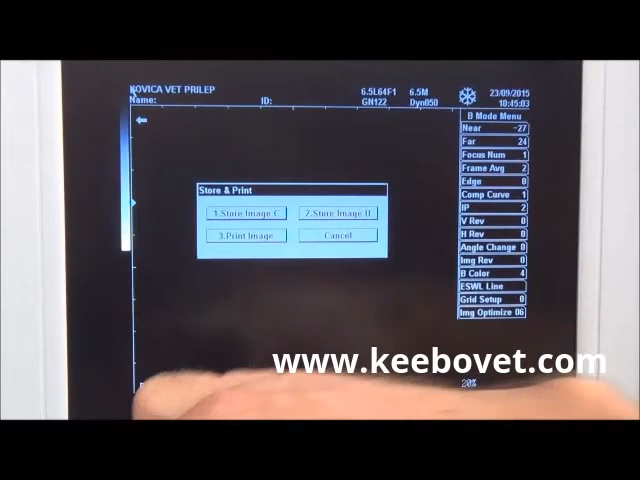 KOVICA VET PRILEP
6.5L64F1 6.5M 23/09/2015
Name: ID: GN122 Dyn050 10:45:03
B Mode Menu
Near -27
Far 24
Focus Num 1
Frame Avg 2
Edge 0
Comp Curve 1
IP 2
V Rev 0
H Rev 0
Angle Change 0
Img Rev 0
B Color 4
ESWL Line
Grid Setup 0
Img Optimize 06
Store & Print
1.Store Image C 2.Store Image U
3.Print Image Cancel
www.keebovet.com
20%